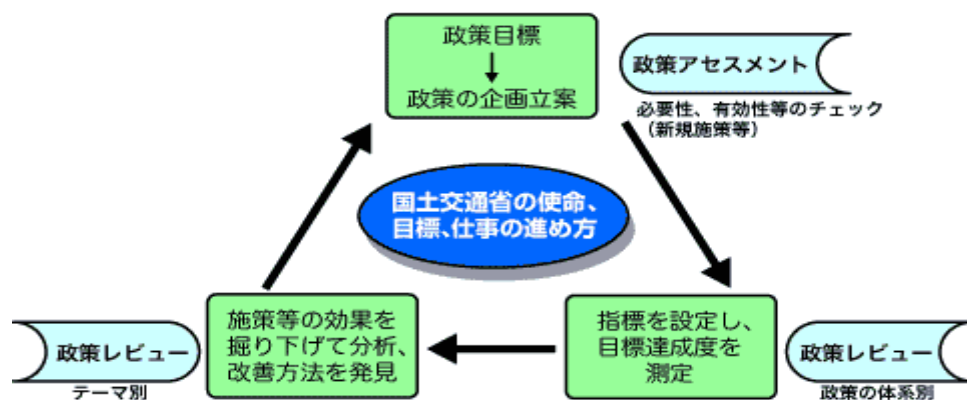 政策目標
政策の企画立案
政策アセスメント
必要性、有効性等のチェック
（新規施策等）
国土交通省の使命、
目標、仕事の進め方
政策レビュー
テーマ別
施策等の効果を
掘り下げて分析、
改善方法を発見
指標を設定し、
目標達成度を
測定
政策レビュー
政策の体系別